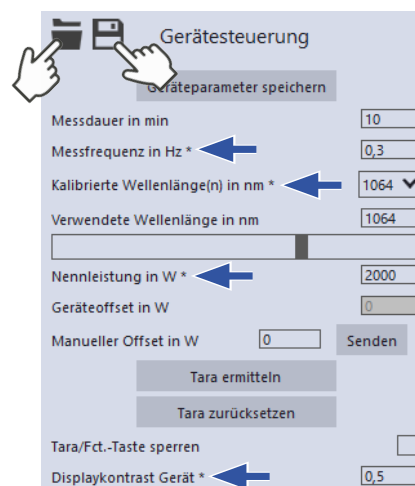 Gerätesteuerung
Geräteparameter speichern
Messdauer in min 10
Messfrequenz in Hz * 0,3
Kalibrierte Wellenlänge(n) in nm * 1064
Verwendete Wellenlänge in nm 1064
Nennleistung in W * 2000
Geräteoffset in W 0
Manueller Offset in W 0 Senden
Tara ermitteln
Tara zurücksetzen
Tara/Fct.-Taste sperren
Displaykontrast Gerät * 0,5